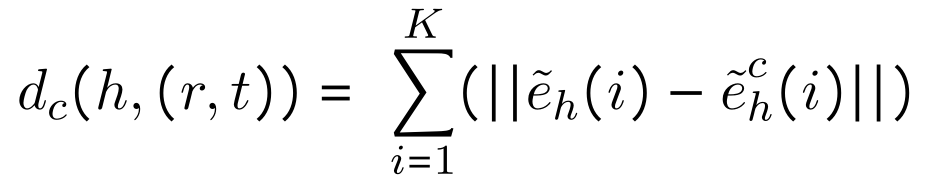 $d_c(h,(r,t)) = \sum_{i=1}^{K}(||\tilde{e}_h(i) - \tilde{e}_h^c(i)||)$